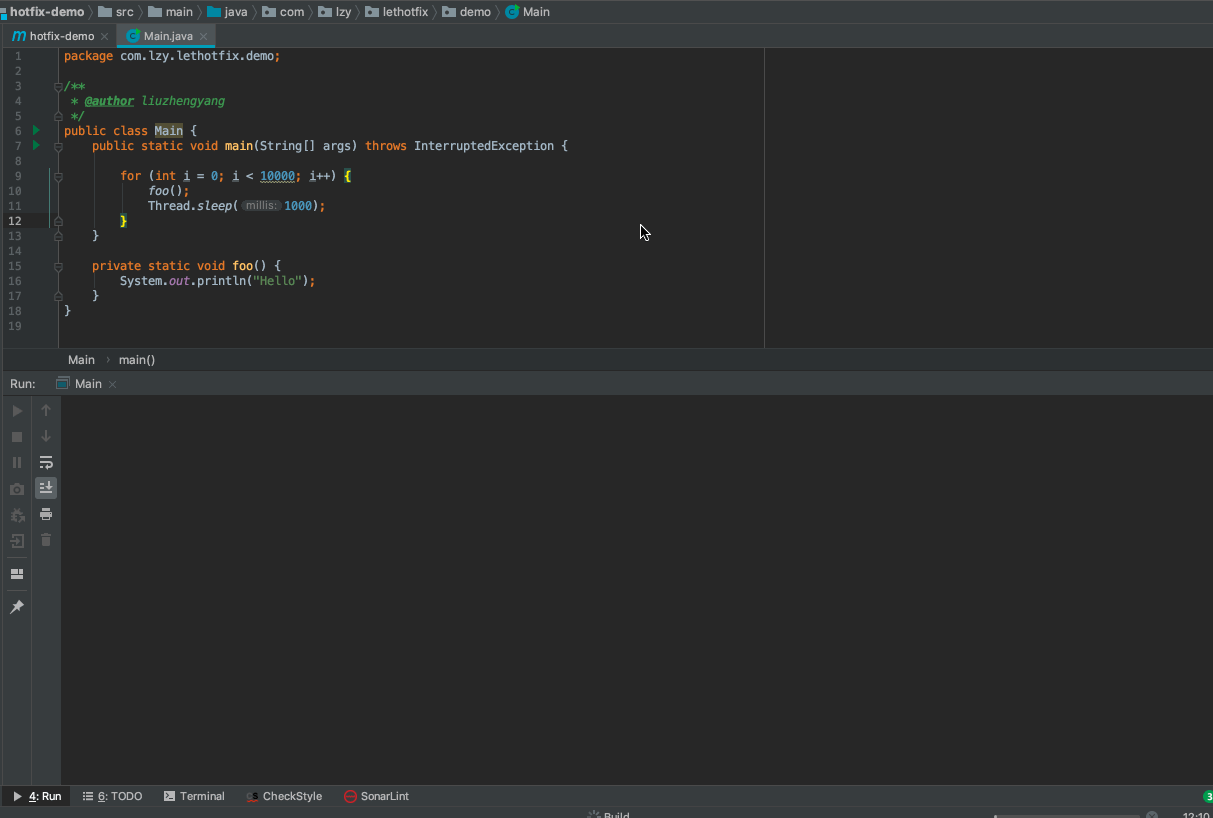 hotfix-demo src main java com lzy lethotfix demo Main
hotfix-demo Main.java
1 package com.lzy.lethotfix.demo;
2
3 /**
4 * @author liuzhengyang
5 */
6 public class Main {
7 public static void main(String[] args) throws InterruptedException {
8
9 for (int i = 0; i < 10000; i++) {
10 foo();
11 Thread.sleep( millis: 1000);
12 }
13 }
14
15 private static void foo() {
16 System.out.println("Hello");
17 }
18 }
19
Main main()
Run: Main
4: Run 6: TODO Terminal CheckStyle SonarLint 3
Build 12:10